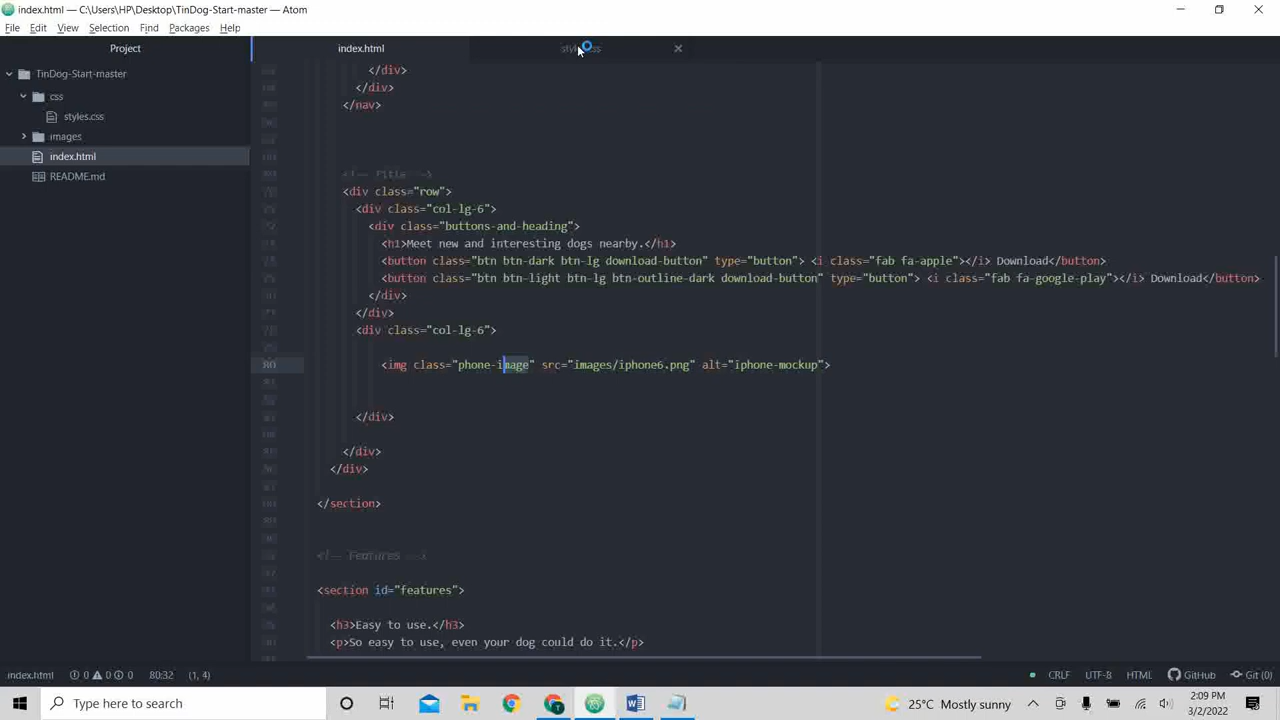 index.html — C:\Users\HP\Desktop\TinDog-Start-master — Atom
File Edit View Selection Find Packages Help
Project
index.html
TinDog-Start-master
css
styles.css
images
index.html
README.md
</div>
</div>
</nav>
<!-- Title -->
<div class="row">
<div class="col-lg-6">
<div class="buttons-and-heading">
<h1>Meet new and interesting dogs nearby.</h1>
<button class="btn btn-dark btn-lg download-button" type="button"> <i class="fab fa-apple"></i> Download</button>
<button class="btn btn-light btn-lg btn-outline-dark download-button" type="button"> <i class="fab fa-google-play"></i> Download</button>
</div>
</div>
<div class="col-lg-6">
80 <img class="phone-image" src="images/iphone6.png" alt="iphone-mockup">
</div>
</div>
</div>
</section>
<!-- Features -->
<section id="features">
<h3>Easy to use.</h3>
<p>So easy to use, even your dog could do it.</p>
index.html 0 0 0 80:32 (1, 4) CRLF UTF-8 HTML GitHub Git (0)
Type here to search
25°C Mostly sunny
2:09 PM
3/2/2022